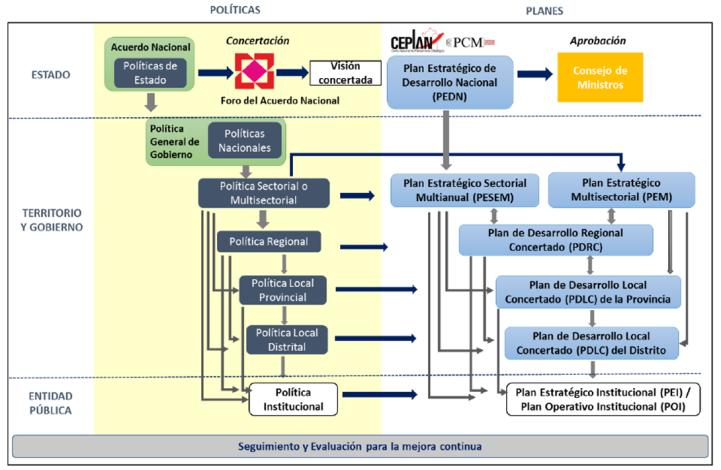 POLÍTICAS
PLANES
ESTADO
Acuerdo Nacional
Políticas de
Estado
Concertación
Foro del Acuerdo Nacional
Visión
concertada
CEPLAN
PCM
Plan Estratégico de
Desarrollo Nacional
(PEDN)
Aprobación
Consejo de
Ministros
TERRITORIO
Y GOBIERNO
Política
General de
Gobierno
Políticas
Nacionales
Política Sectorial o
Multisectorial
Plan Estratégico Sectorial
Multianual (PESEM)
Plan Estratégico
Multisectorial (PEM)
Política Regional
Plan de Desarrollo Regional
Concertado (PDRC)
Política Local
Provincial
Plan de Desarrollo Local
Concertado (PDLC) de la Provincia
Política Local
Distrital
Plan de Desarrollo Local
Concertado (PDLC) del Distrito
ENTIDAD
PÚBLICA
Política
Institucional
Plan Estratégico Institucional (PEI) /
Plan Operativo Institucional (POI)
Seguimiento y Evaluación para la mejora continua